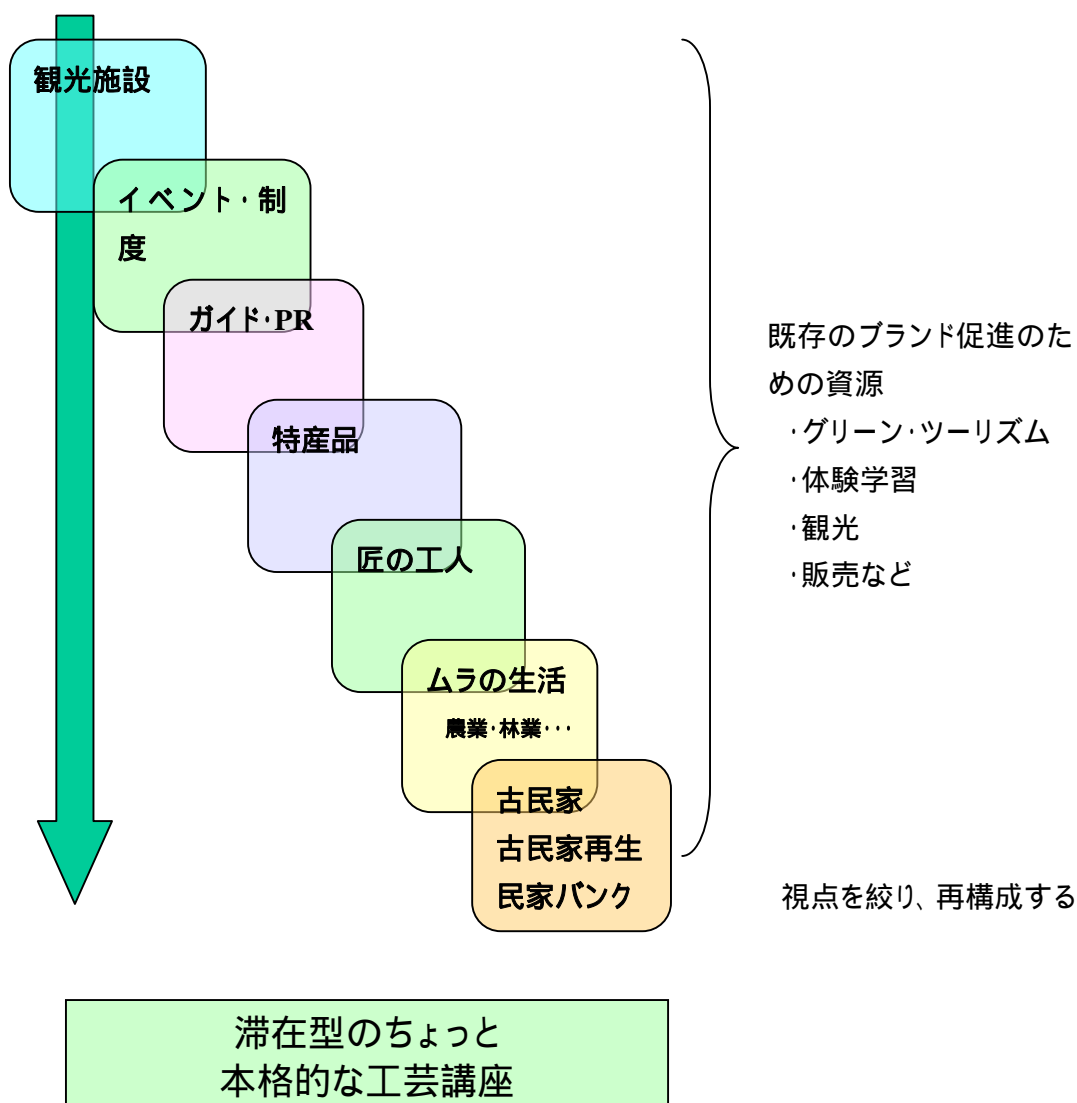 観光施設
イベント・制
度
ガイド・PR
特産品
匠の工人
ムラの生活
農業・林業・・・
古民家
古民家再生
民家バンク
既存のブランド促進のた
めの資源
・グリーン・ツーリズム
・体験学習
・観光
・販売など
視点を絞り、再構成する
滞在型のちょっと
本格的な工芸講座